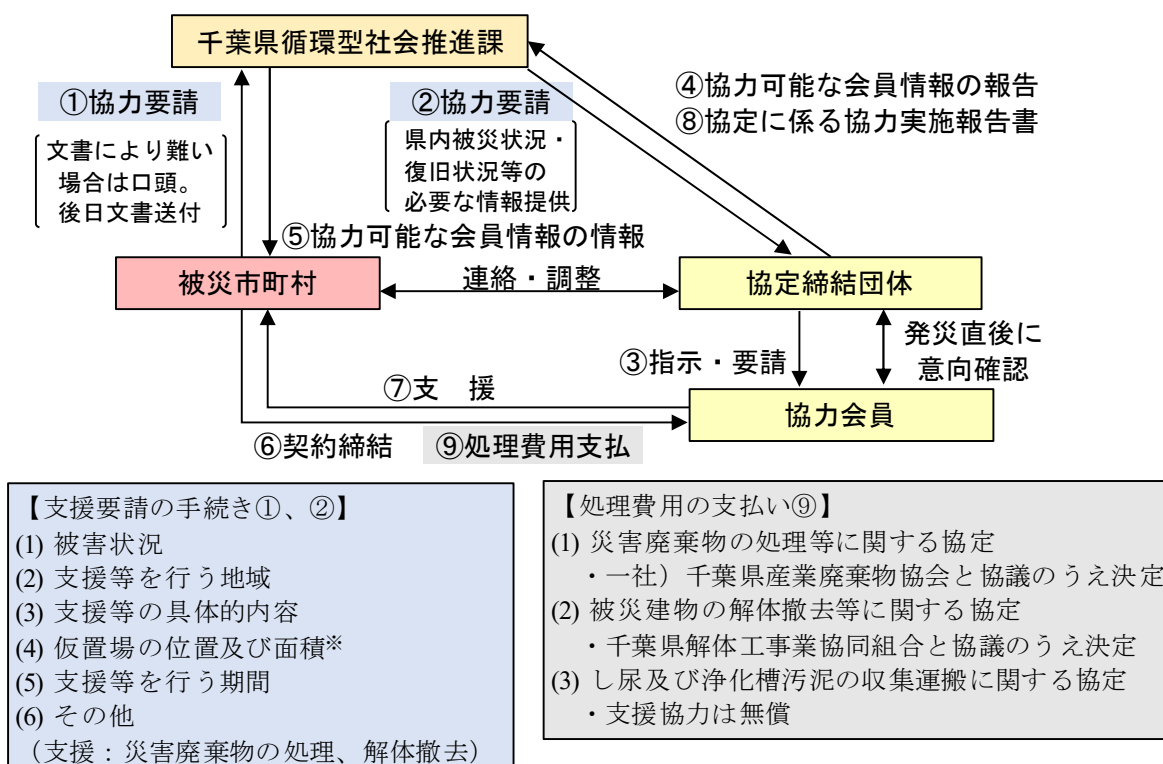 千葉県循環型社会推進課
①協力要請
文書により難い
場合は口頭。
後日文書送付
②協力要請
県内被災状況・
復旧状況等の
必要な情報提供
④協力可能な会員情報の報告
⑧協定に係る協力実施報告書
⑤協力可能な会員情報の情報
被災市町村
連絡・調整
協定締結団体
③指示・要請
発災直後に
意向確認
⑦支　援
協力会員
⑥契約締結
⑨処理費用支払
【支援要請の手続き①、②】
(1) 被害状況
(2) 支援等を行う地域
(3) 支援等の具体的内容
(4) 仮置場の位置及び面積※
(5) 支援等を行う期間
(6) その他
（支援：災害廃棄物の処理、解体撤去）
【処理費用の支払い⑨】
(1) 災害廃棄物の処理等に関する協定
・一社）千葉県産業廃棄物協会と協議のうえ決定
(2) 被災建物の解体撤去等に関する協定
・千葉県解体工事業協同組合と協議のうえ決定
(3) し尿及び浄化槽汚泥の収集運搬に関する協定
・支援協力は無償